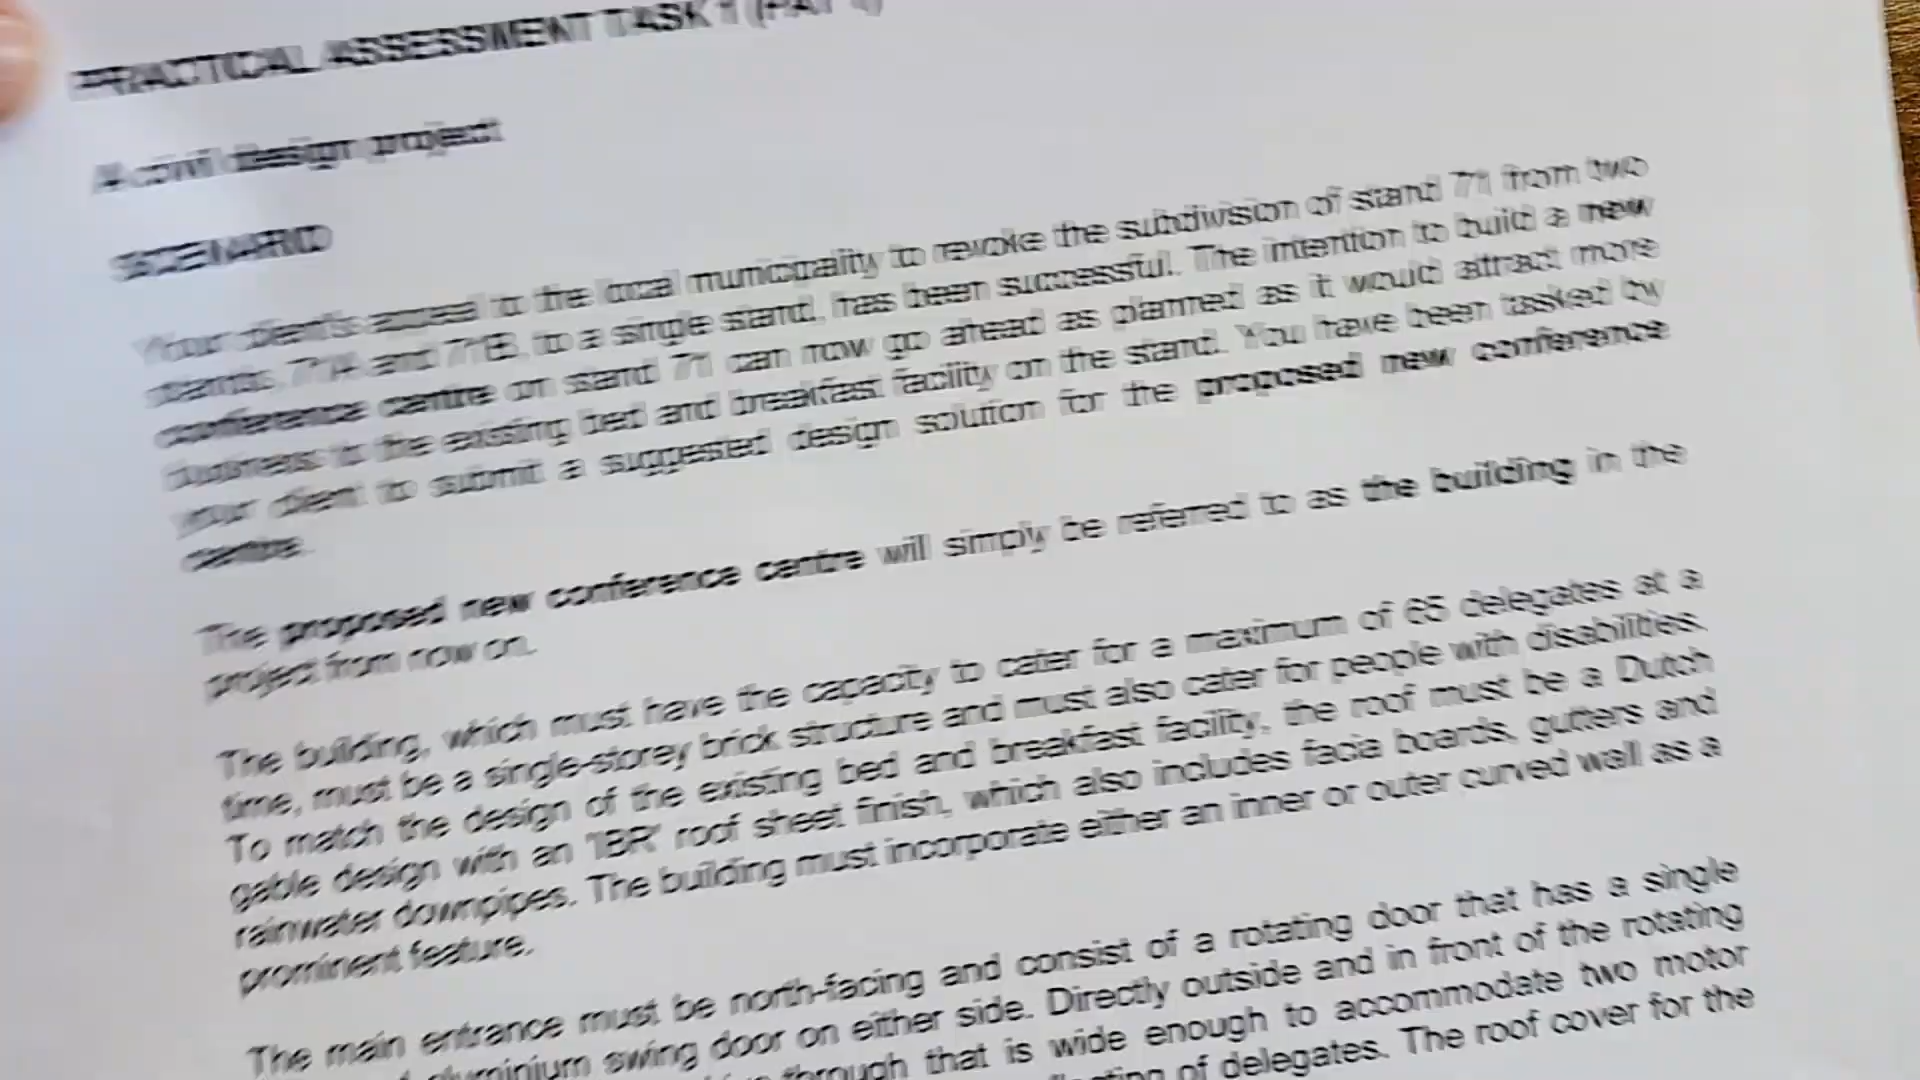 PRACTICAL ASSESSMENT TASK 1 (PAT 1)
A civil design project
SCENARIO
Your client's appeal to the local municipality to revoke the subdivision of stand 71 from two
stands, 71A and 71B, to a single stand, has been successful. The intention to build a new
conference centre on stand 71 can now go ahead as planned as it would attract more
business to the existing bed and breakfast facility on the stand. You have been tasked by
your client to submit a suggested design solution for the proposed new conference
centre.
The proposed new conference centre will simply be referred to as the building in the
project from now on.
The building, which must have the capacity to cater for a maximum of 65 delegates at a
time, must be a single-storey brick structure and must also cater for people with disabilities.
To match the design of the existing bed and breakfast facility, the roof must be a Dutch
gable design with an 'IBR' roof sheet finish, which also includes facia boards, gutters and
rainwater downpipes. The building must incorporate either an inner or outer curved wall as a
prominent feature.
The main entrance must be north-facing and consist of a rotating door that has a single
aluminium swing door on either side. Directly outside and in front of the rotating
through that is wide enough to accommodate two motor
of delegates. The roof cover for the